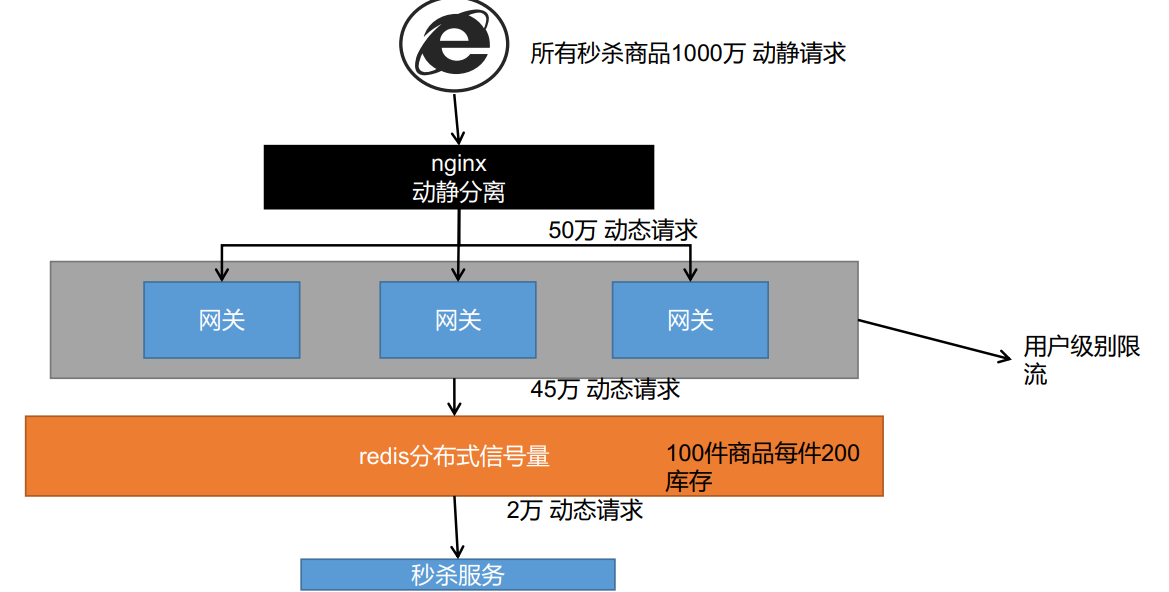 所有秒杀商品1000万 动静请求
nginx
动静分离
50万 动态请求
网关
网关
网关
用户级别限
流
45万 动态请求
redis分布式信号量
100件商品每件200
库存
2万 动态请求
秒杀服务